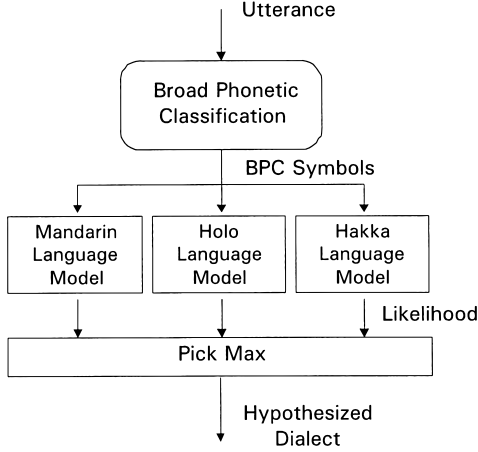 Utterance
Broad Phonetic
Classification
BPC Symbols
Mandarin
Language
Model
Holo
Language
Model
Hakka
Language
Model
Likelihood
Pick Max
Hypothesized
Dialect